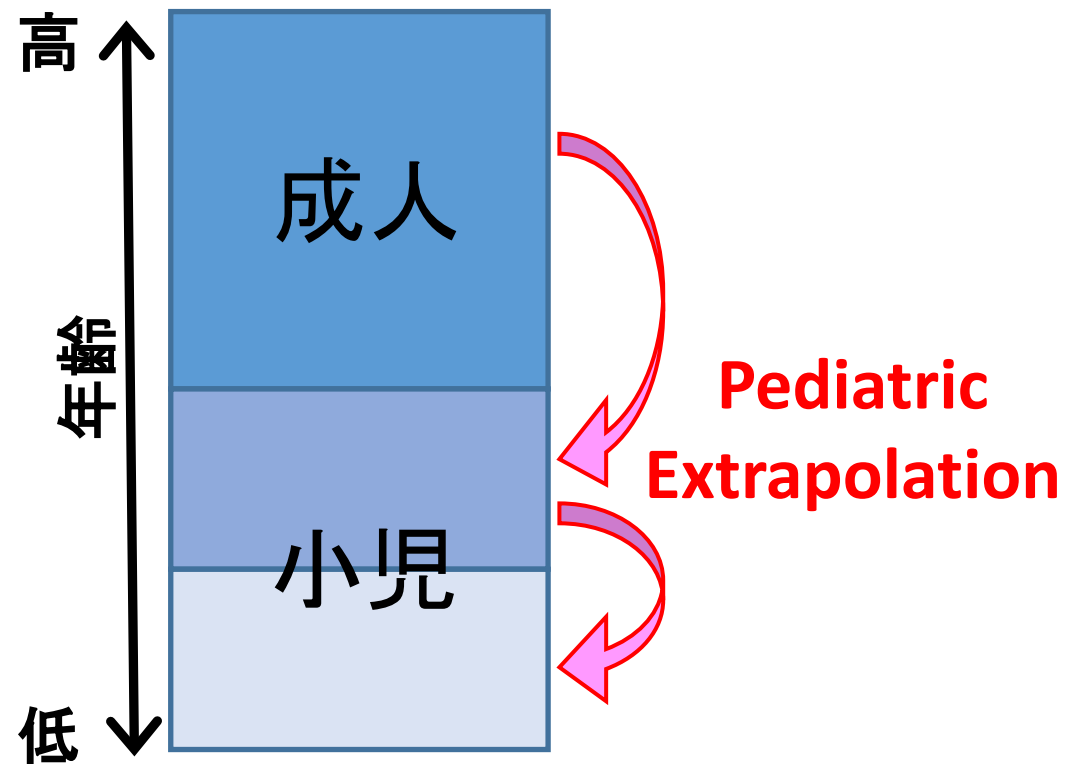 高
成人
年齢
Pediatric
Extrapolation
小児
低